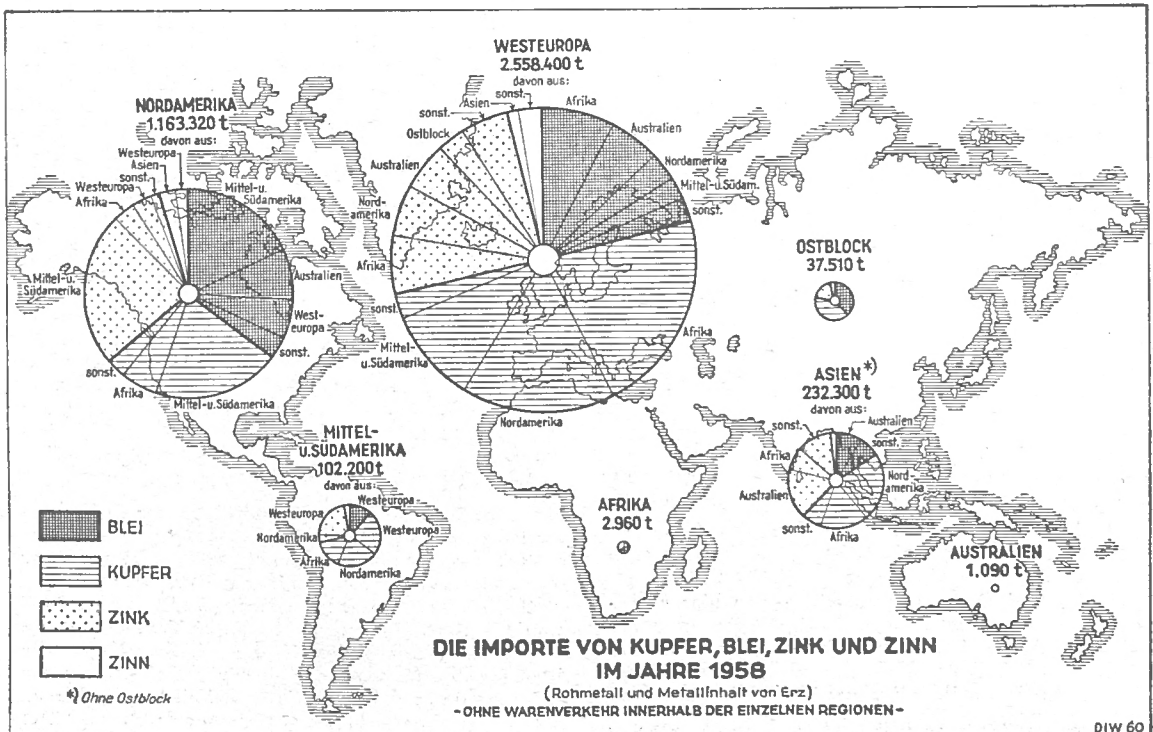 NORDAMERIKA
1.163.320 t
davon aus:
Westeuropa
Asien
sonst.
Westeuropa
Afrika
Mittel-u.
Südamerika
Mittel-u.
Südamerika
Australien
West-
europa
sonst.
sonst.
Afrika
Mittel-u.Südamerika
WESTEUROPA
2.558.400 t
davon aus:
sonst.
Asien
sonst.
Ostblock
Australien
Nord-
amerika
Afrika
sonst.
Mittel-
u.Südamerika
Nordamerika
Afrika
Australien
Nordamerika
Mittel-u.Südam.
sonst.
Afrika
OSTBLOCK
37.510 t
ASIEN*)
232.300 t
davon aus:
sonst.
Australien
sonst.
Afrika
Nord-
amerika
Australien
sonst.
Afrika
MITTEL-
u.SÜDAMERIKA
102.200t
davon aus:
Westeuropa
Westeuropa
Westeuropa
Nordamerika
Afrika
Nordamerika
AFRIKA
2.960 t
AUSTRALIEN
1.090 t
BLEI
KUPFER
ZINK
ZINN
*) Ohne Ostblock
DIE IMPORTE VON KUPFER, BLEI, ZINK UND ZINN
IM JAHRE 1958
(Rohmetall und Metallinhalt von Erz)
-OHNE WARENVERKEHR INNERHALB DER EINZELNEN REGIONEN-
DIW 60